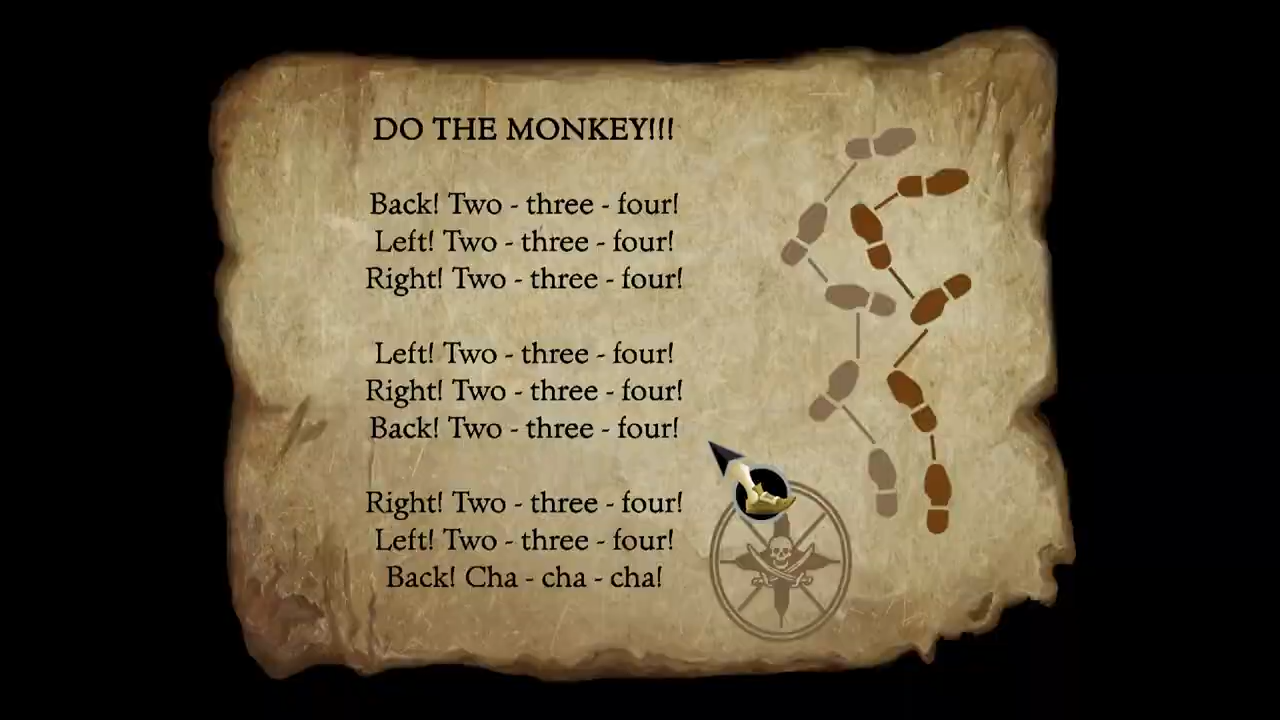 DO THE MONKEY!!!
Back! Two - three - four!
Left! Two - three - four!
Right! Two - three - four!
Left! Two - three - four!
Right! Two - three - four!
Back! Two - three - four!
Right! Two - three - four!
Left! Two - three - four!
Back! Cha - cha - cha!